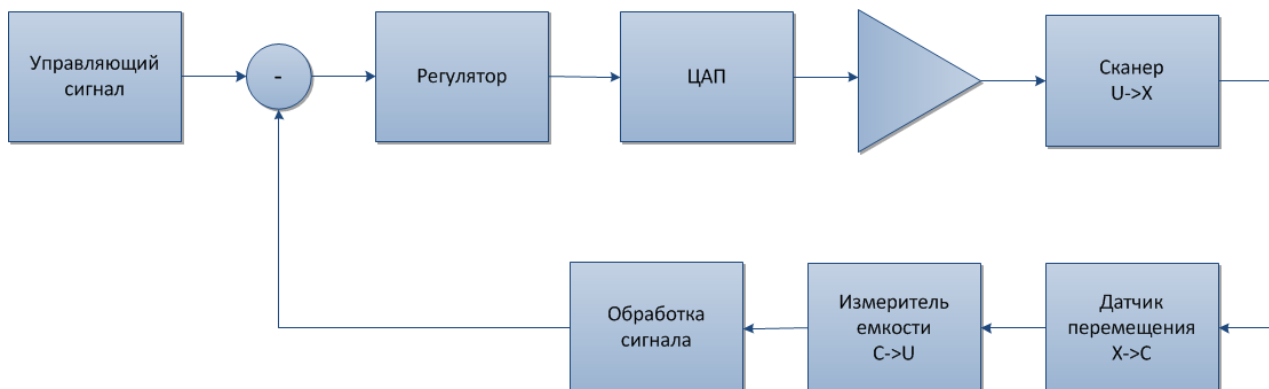 Управляющий
сигнал
-
Регулятор
ЦАП
Сканер
U->X
Обработка
сигнала
Измеритель
емкости
C->U
Датчик
перемещения
X->C